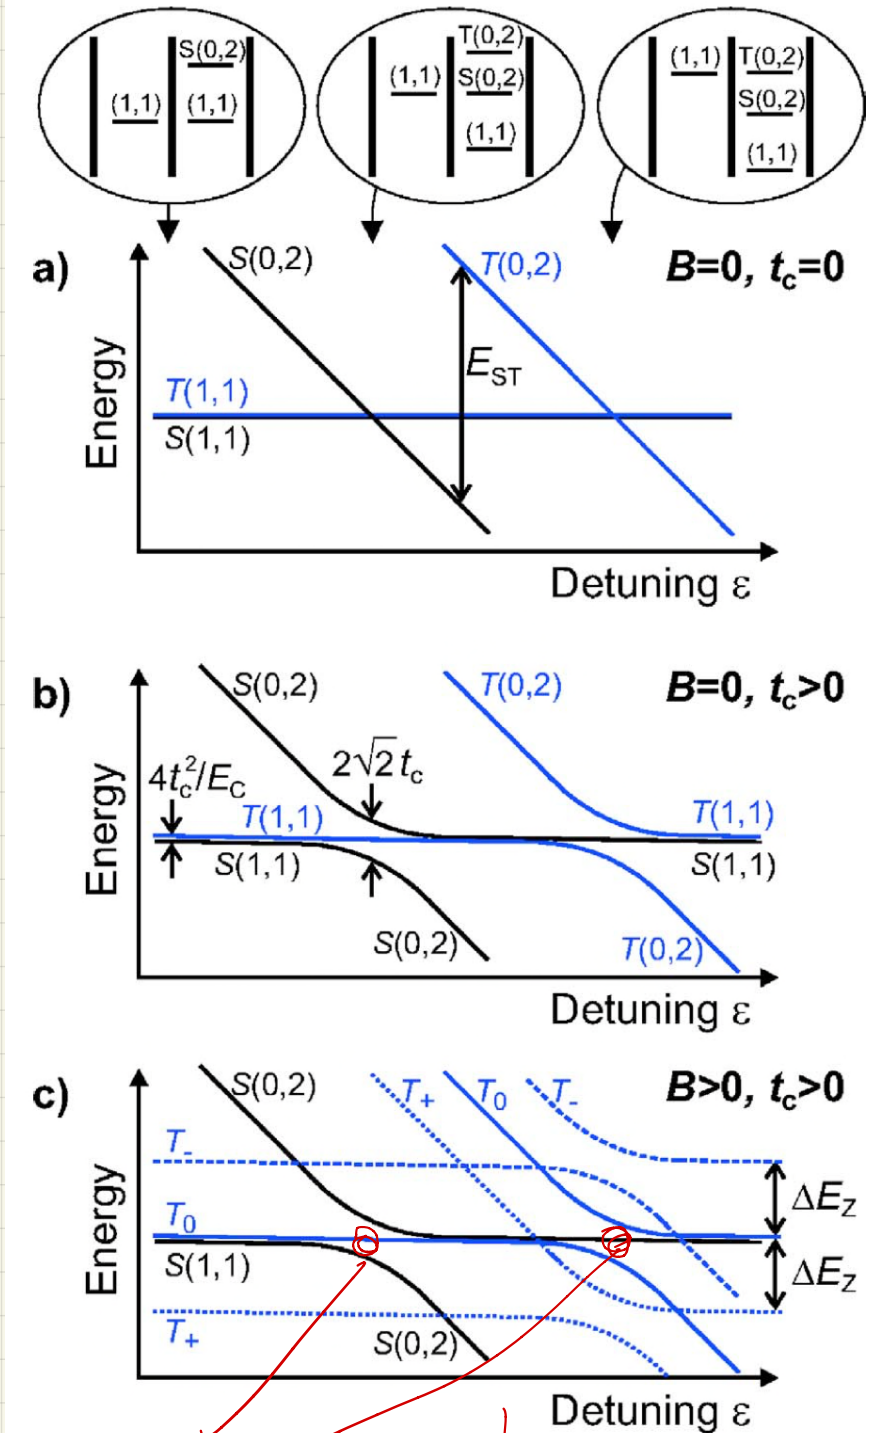 S(0,2)
(1,1) (1,1)
T(0,2)
(1,1) S(0,2)
(1,1)
(1,1) T(0,2)
S(0,2)
(1,1)
a) S(0,2) T(0,2) B=0, tc=0
EST
T(1,1)
S(1,1)
Energy
Detuning ε
b) S(0,2) T(0,2) B=0, tc>0
4tc²/EC 2√2tc
T(1,1) T(1,1)
S(1,1) S(1,1)
S(0,2) T(0,2)
Energy
Detuning ε
c) S(0,2) T+ T0 T- B>0, tc>0
T-
ΔEZ
T0
S(1,1) ΔEZ
T+ S(0,2)
Energy
Detuning ε